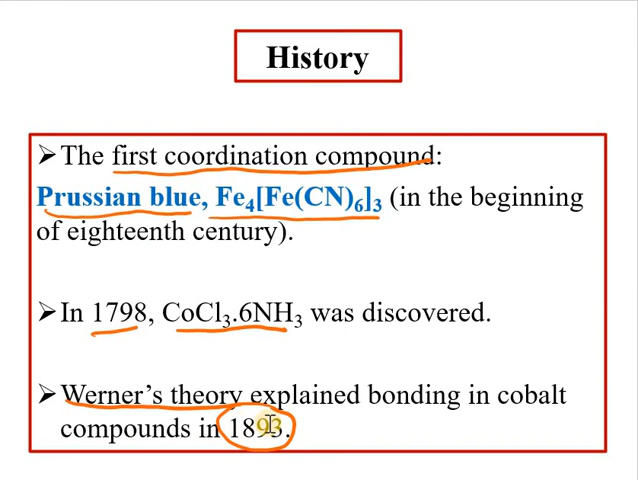 History
➢The first coordination compound:
Prussian blue, Fe₄[Fe(CN)₆]₃ (in the beginning
of eighteenth century).
➢In 1798, CoCl₃.6NH₃ was discovered.
➢Werner's theory explained bonding in cobalt
compounds in 1893.